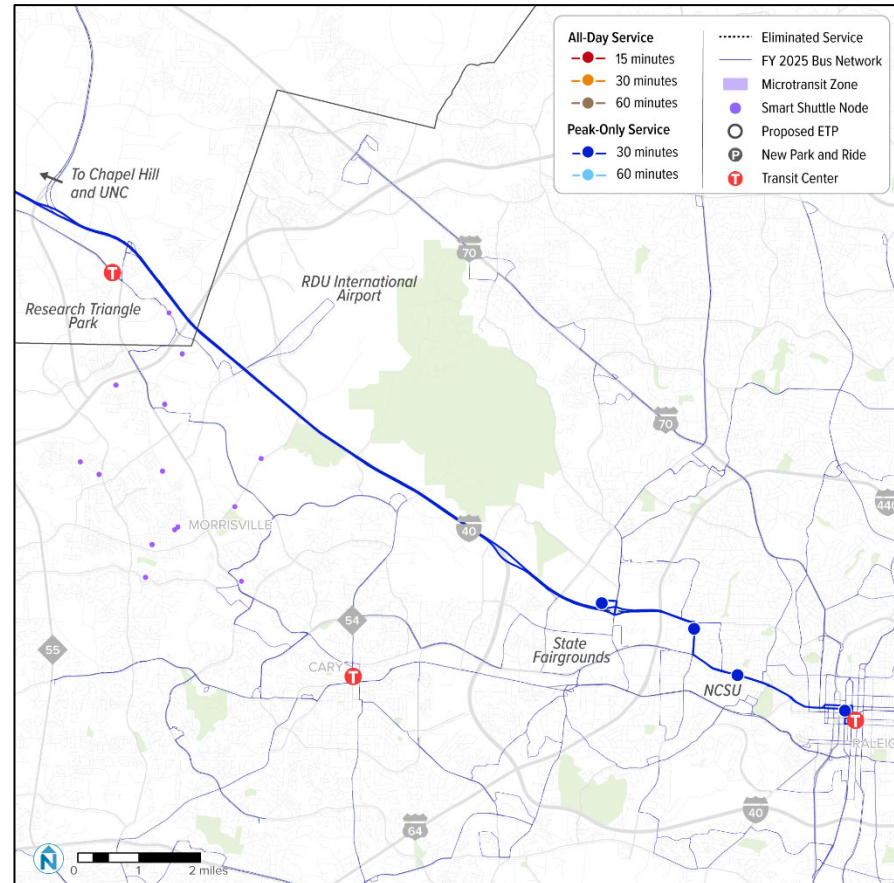 All-Day Service
15 minutes
30 minutes
60 minutes
Peak-Only Service
30 minutes
60 minutes
Eliminated Service
FY 2025 Bus Network
Microtransit Zone
Smart Shuttle Node
Proposed ETP
P New Park and Ride
T Transit Center
To Chapel Hill
and UNC
T
Research Triangle
Park
RDU International
Airport
70
70
440
MORRISVILLE
40
54
55
State
Fairgrounds
CARY
T
NCSU
T
RALEIG
64
40
N
0 1 2 miles